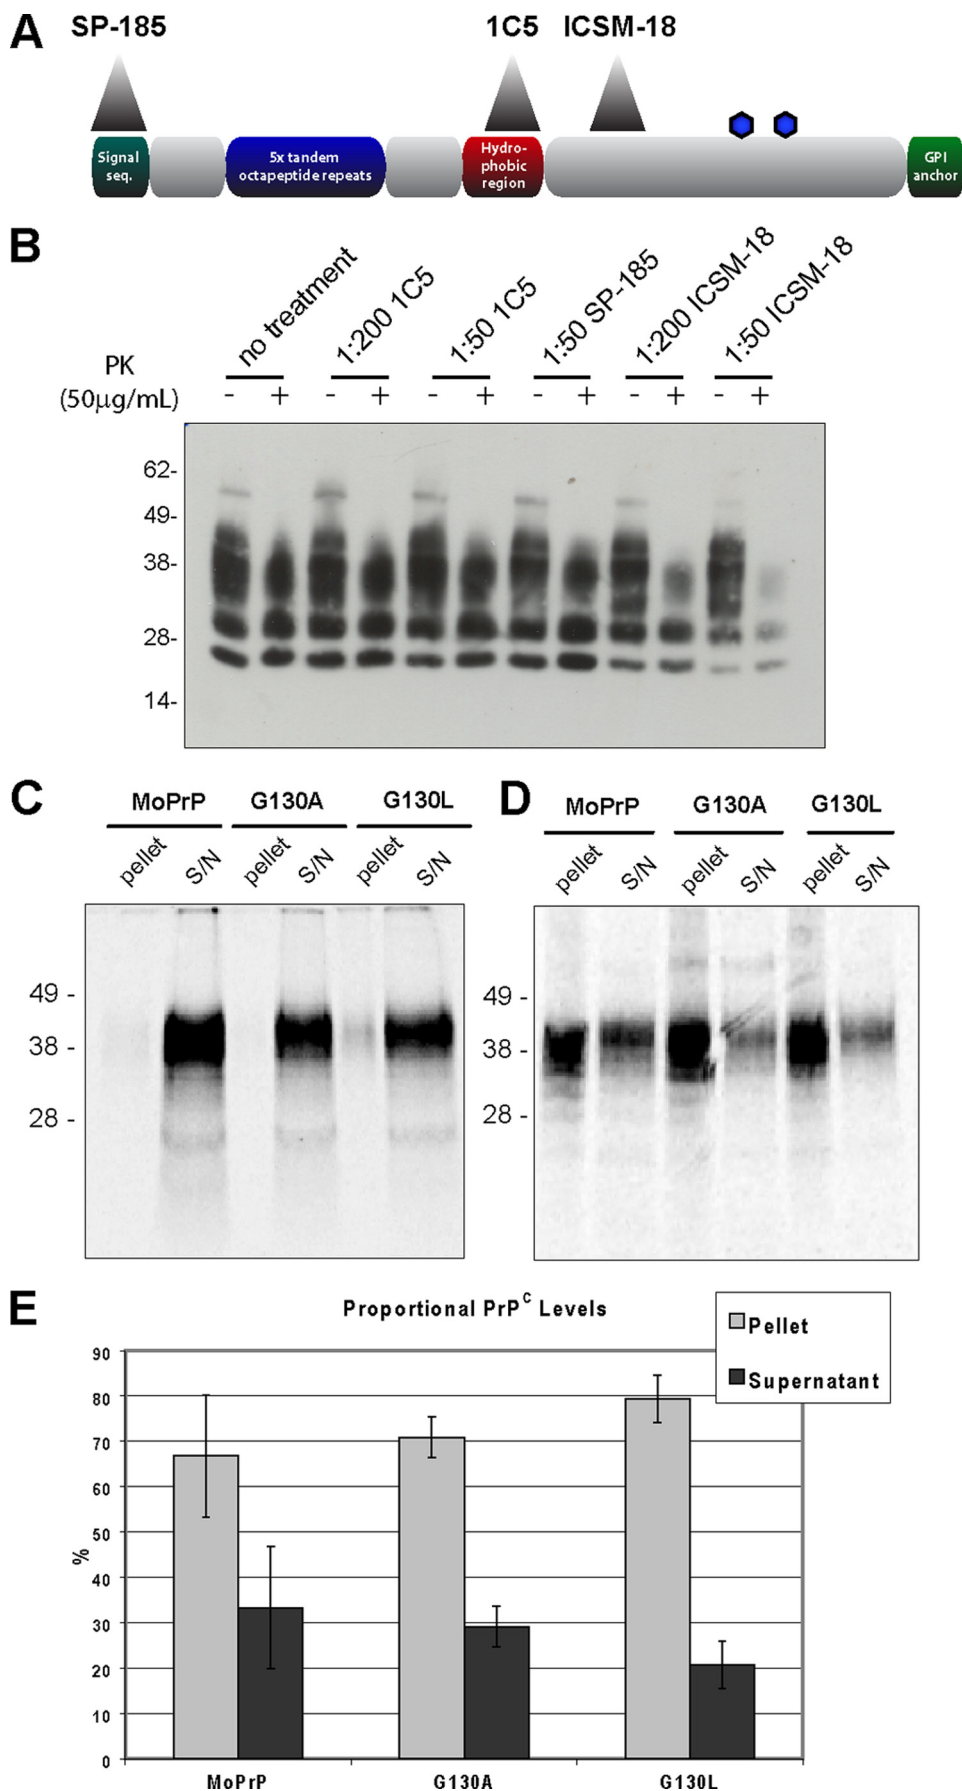 A
SP-185
1C5
ICSM-18
Signal seq.
5x tandem octapeptide repeats
Hydro-phobic region
GPI anchor
B
no treatment
1:200 1C5
1:50 1C5
1:50 SP-185
1:200 ICSM-18
1:50 ICSM-18
PK
(50µg/mL)
- + - + - + - + - + - +
62-
49-
38-
28-
14-
C
MoPrP G130A G130L
pellet S/N pellet S/N pellet S/N
49 -
38 -
28 -
D
MoPrP G130A G130L
pellet S/N pellet S/N pellet S/N
49 -
38 -
28 -
E
Proportional PrP^C Levels
Pellet
Supernatant
90
80
70
60
50
40
30
20
10
0
%
MoPrP G130A G130L